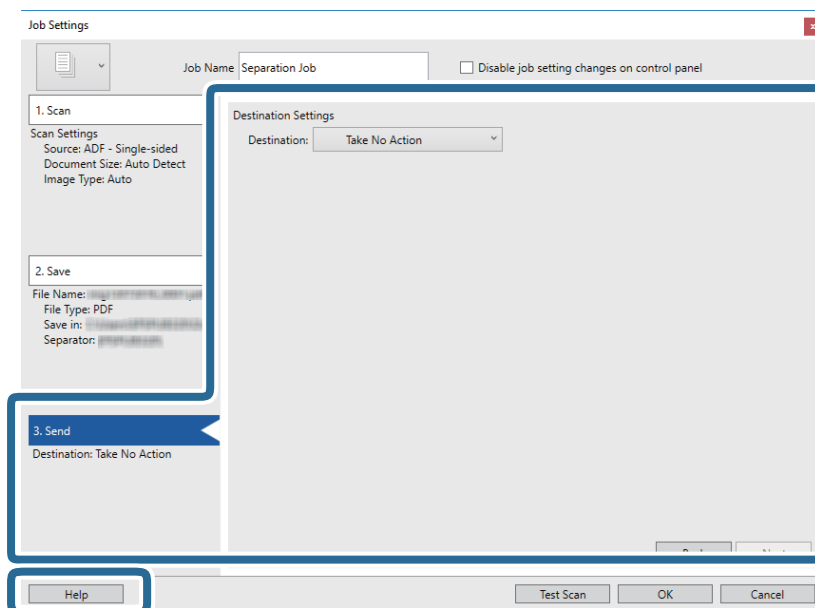 Job Settings
Job Name Separation Job
Disable job setting changes on control panel
1. Scan
Scan Settings
Source: ADF - Single-sided
Document Size: Auto Detect
Image Type: Auto
2. Save
File Name:
File Type: PDF
Save in:
Separator:
3. Send
Destination: Take No Action
Destination Settings
Destination: Take No Action
Help
Test Scan
OK
Cancel